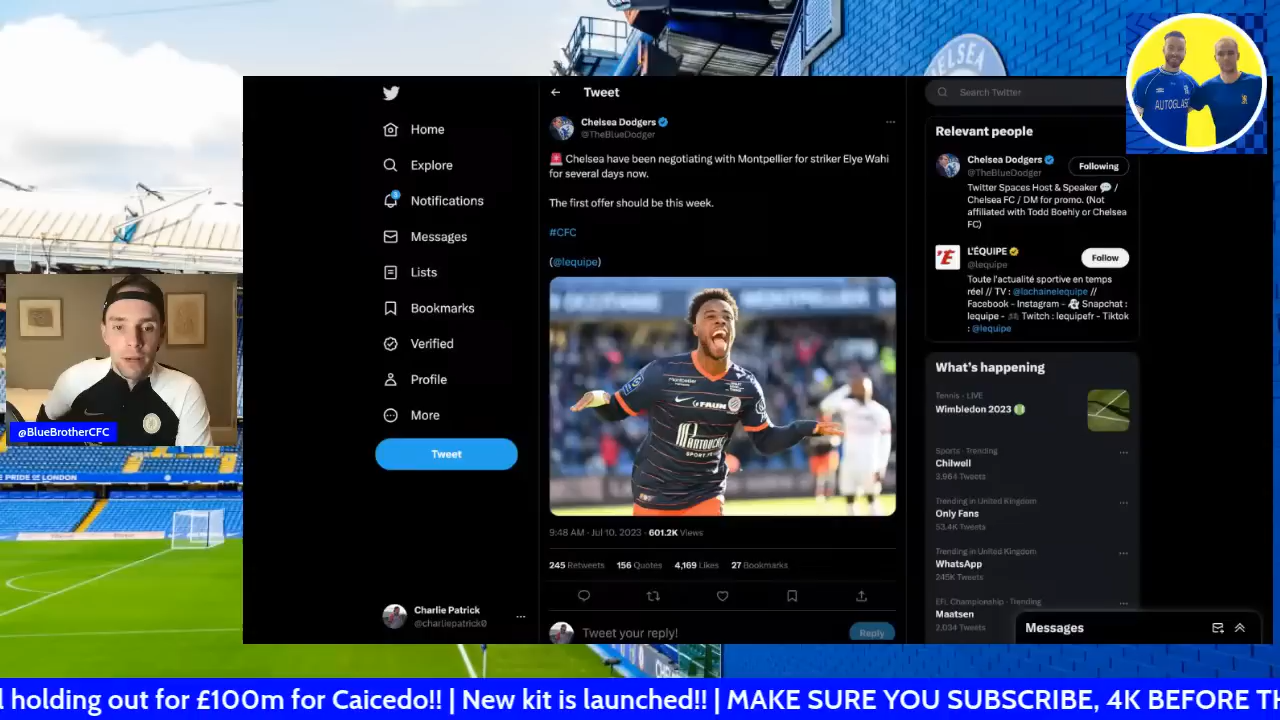 CHELSEA
AUTOGLASS
Tweet
Search Twitter
Home
Explore
3
Notifications
Messages
Lists
Bookmarks
Verified
Profile
More
Tweet
Charlie Patrick
@charliepatrick0
Chelsea Dodgers
@TheBlueDodger
🚨 Chelsea have been negotiating with Montpellier for striker Elye Wahi
for several days now.
The first offer should be this week.
#CFC
(@lequipe)
montpellier
FAUN
9:48 AM · Jul 10, 2023 · 601.2K Views
245 Retweets 156 Quotes 4,169 Likes 27 Bookmarks
Tweet your reply!
Reply
Relevant people
Chelsea Dodgers
@TheBlueDodger
Following
Twitter Spaces Host & Speaker 💬 /
Chelsea FC / DM for promo. (Not
affiliated with Todd Boehly or Chelsea
FC)
L'ÉQUIPE
@lequipe
Follow
Toute l'actualité sportive en temps
réel // TV : @lachainelequipe //
Facebook - Instagram - 👻 Snapchat :
lequipe - 🎮 Twitch : lequipefr - Tiktok
: @lequipe
What's happening
Tennis · LIVE
Wimbledon 2023
Sports · Trending
Chilwell
3,964 Tweets
Trending in United Kingdom
Only Fans
53.4K Tweets
Trending in United Kingdom
WhatsApp
245K Tweets
EFL Championship · Trending
Maatsen
2,034 Tweets
Messages
@BlueBrotherCFC
PRIDE OF LONDON
l holding out for £100m for Caicedo!! | New kit is launched!! | MAKE SURE YOU SUBSCRIBE, 4K BEFORE TH